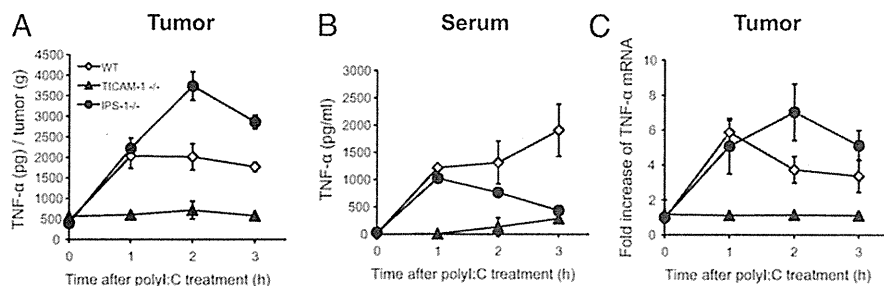 A
Tumor
TNF-α (pg) / tumor (g)
4500
4000
3500
3000
2500
2000
1500
1000
500
0
WT
TICAM-1 -/-
IPS-1-/-
0
1
2
3
Time after polyI:C treatment (h)
B
Serum
TNF-α (pg/ml)
3000
2500
2000
1500
1000
500
0
0
1
2
3
Time after polyI:C treatment (h)
C
Tumor
Fold increase of TNF-α mRNA
10
8
6
4
2
0
0
1
2
3
Time after polyI:C treatment (h)